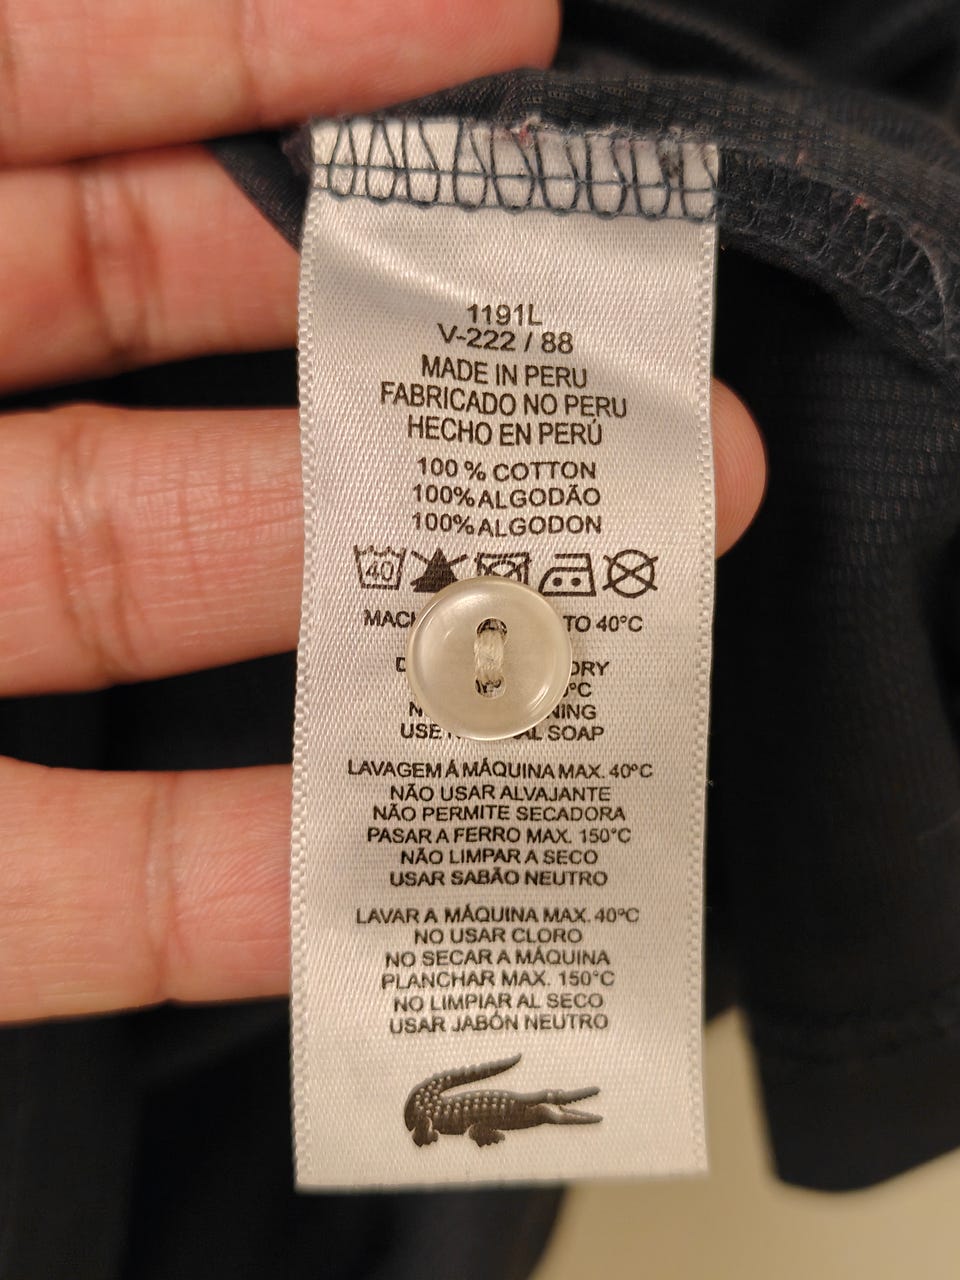 1191L
V-222 / 88
MADE IN PERU
FABRICADO NO PERU
HECHO EN PERÚ
100 % COTTON
100% ALGODÃO
100% ALGODON
40
TO 40°C
DRY
°C
SOAP
LAVAGEM Á MÁQUINA MAX. 40°C
NÃO USAR ALVAJANTE
NÃO PERMITE SECADORA
PASAR A FERRO MAX. 150°C
NÃO LIMPAR A SECO
USAR SABÃO NEUTRO
LAVAR A MÁQUINA MAX. 40°C
NO USAR CLORO
NO SECAR A MÁQUINA
PLANCHAR MAX. 150°C
NO LIMPIAR AL SECO
USAR JABÓN NEUTRO